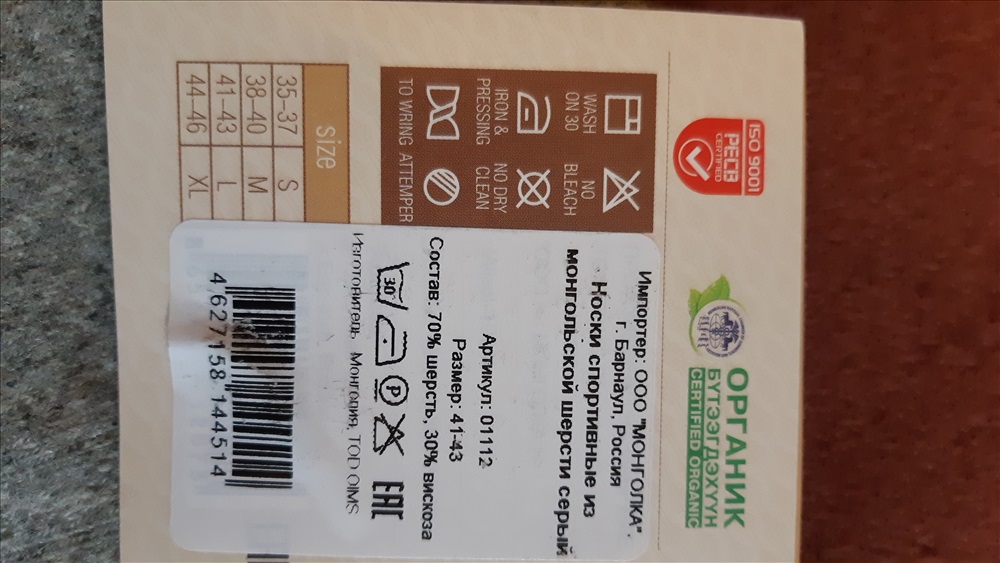 ISO 9001
PECB
CERTIFIED
ОРГАНИК
БҮТЭЭГДЭХҮҮН
CERTIFIED ORGANIC
WASH
ON 30
NO
BLEACH
IRON &
PRESSING
NO DRY
CLEAN
TO WRING
ATTEMPER
size
35-37 S
38-40 M
41-43 L
44-46 XL
Импортер: ООО "МОНГОЛКА".
г. Барнаул, Россия
Носки спортивные из
монгольской шерсти серый
Артикул: 01112
Размер: 41-43
Состав: 70% шерсть, 30% вискоза
30
P
EAC
Изготовитель Монголия, TOD OIMS
4 627158 144514